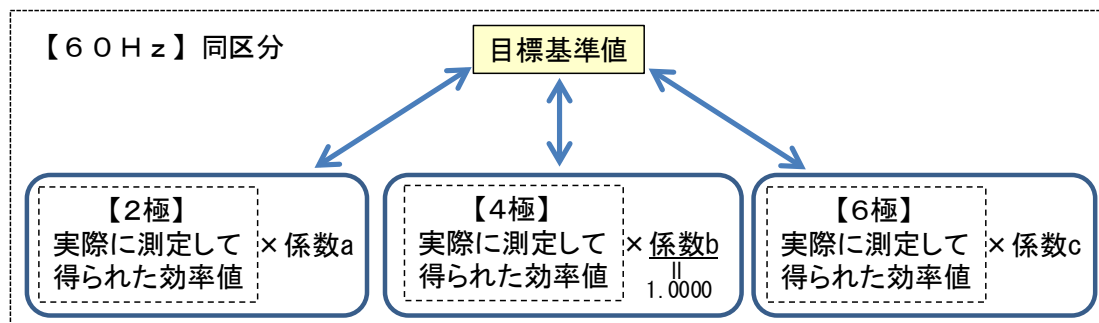 【60Hz】同区分
目標基準値
【2極】
実際に測定して
得られた効率値
×係数a
【4極】
実際に測定して
得られた効率値
×係数b
=
1.0000
【6極】
実際に測定して
得られた効率値
×係数c